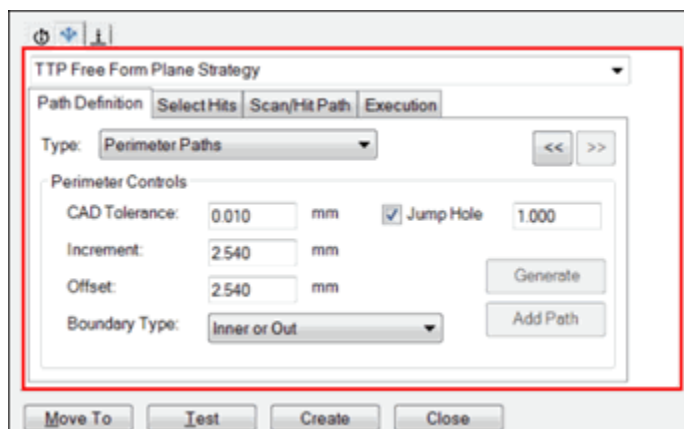 TTP Free Form Plane Strategy
Path Definition Select Hits Scan/Hit Path Execution
Type: Perimeter Paths << >>
Perimeter Controls
CAD Tolerance: 0.010 mm Jump Hole 1.000
Increment: 2.540 mm
Offset: 2.540 mm Generate
Boundary Type: Inner or Out Add Path
Move To Test Create Close